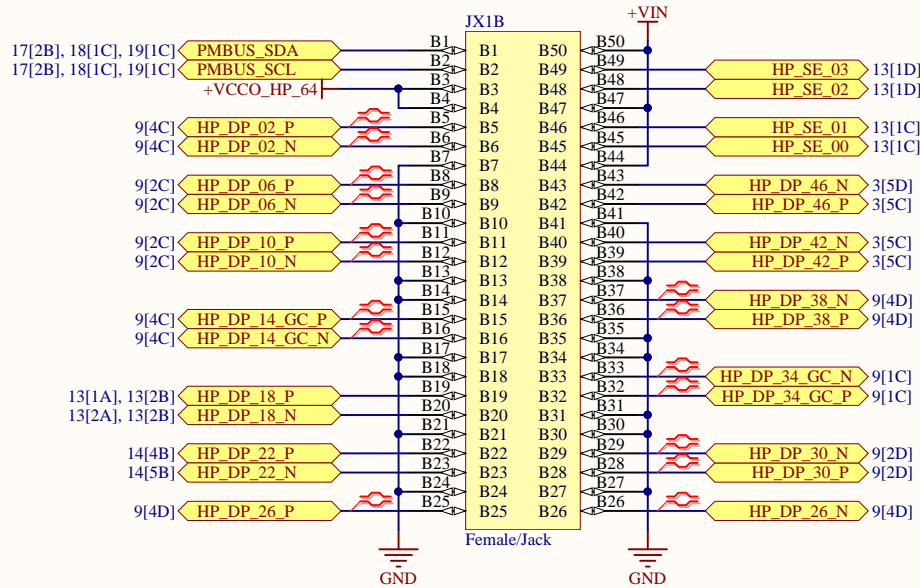 JX1B
+VIN
17[2B], 18[1C], 19[1C] PMBUS_SDA B1 B1 B50 B50
17[2B], 18[1C], 19[1C] PMBUS_SCL B2 B2 B49 B49 HP_SE_03 13[1D]
+VCCO_HP_64 B3 B3 B48 B48 HP_SE_02 13[1D]
B4 B4 B47 B47
9[4C] HP_DP_02_P B5 B5 B46 B46 HP_SE_01 13[1C]
9[4C] HP_DP_02_N B6 B6 B45 B45 HP_SE_00 13[1C]
B7 B7 B44 B44
9[2C] HP_DP_06_P B8 B8 B43 B43 HP_DP_46_N 3[5D]
9[2C] HP_DP_06_N B9 B9 B42 B42 HP_DP_46_P 3[5C]
B10 B10 B41 B41
9[2C] HP_DP_10_P B11 B11 B40 B40 HP_DP_42_N 3[5C]
9[2C] HP_DP_10_N B12 B12 B39 B39 HP_DP_42_P 3[5C]
B13 B13 B38 B38
B14 B14 B37 B37 HP_DP_38_N 9[4D]
9[4C] HP_DP_14_GC_P B15 B15 B36 B36 HP_DP_38_P 9[4D]
9[4C] HP_DP_14_GC_N B16 B16 B35 B35
B17 B17 B34 B34
B18 B18 B33 B33 HP_DP_34_GC_N 9[1C]
13[1A], 13[2B] HP_DP_18_P B19 B19 B32 B32 HP_DP_34_GC_P 9[1C]
13[2A], 13[2B] HP_DP_18_N B20 B20 B31 B31
B21 B21 B30 B30
14[4B] HP_DP_22_P B22 B22 B29 B29 HP_DP_30_N 9[2D]
14[5B] HP_DP_22_N B23 B23 B28 B28 HP_DP_30_P 9[2D]
B24 B24 B27 B27
9[4D] HP_DP_26_P B25 B25 B26 B26 HP_DP_26_N 9[4D]
Female/Jack
GND
GND